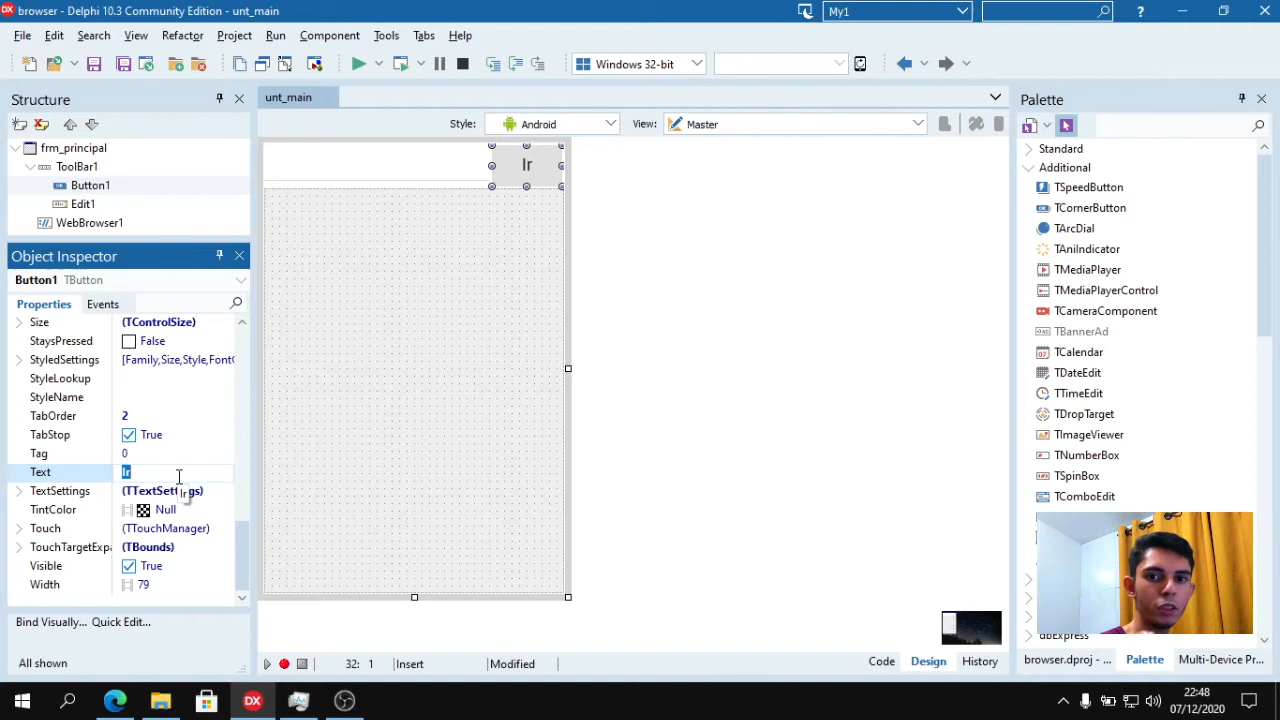 browser - Delphi 10.3 Community Edition - unt_main
My1
?
File Edit Search View Refactor Project Run Component Tools Tabs Help
Windows 32-bit
Structure
frm_principal
ToolBar1
Button1
Edit1
WebBrowser1
Object Inspector
Button1 TButton
Properties Events
Size (TControlSize)
StaysPressed False
StyledSettings [Family,Size,Style,Font
StyleLookup
StyleName
TabOrder 2
TabStop True
Tag 0
Text Ir
TextSettings (TTextSettings)
Ir
TintColor Null
Touch (TTouchManager)
TouchTargetExpa (TBounds)
Visible True
Width 79
Bind Visually... Quick Edit...
All shown
unt_main
Style: Android View: Master
Ir
32: 1 Insert Modified
Code Design History
Palette
Standard
Additional
TSpeedButton
TCornerButton
TArcDial
TAniIndicator
TMediaPlayer
TMediaPlayerControl
TCameraComponent
TBannerAd
TCalendar
TDateEdit
TTimeEdit
TDropTarget
TImageViewer
TNumberBox
TSpinBox
TComboEdit
dbExpress
browser.dproj - ... Palette Multi-Device Pr...
DX
22:48
07/12/2020